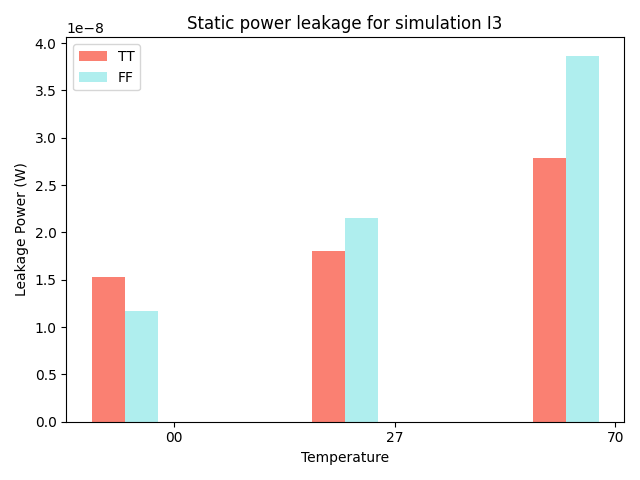 Static power leakage for simulation I3
1e−8
4.0
3.5
3.0
2.5
2.0
1.5
1.0
0.5
0.0
Leakage Power (W)
TT
FF
00 27 70
Temperature